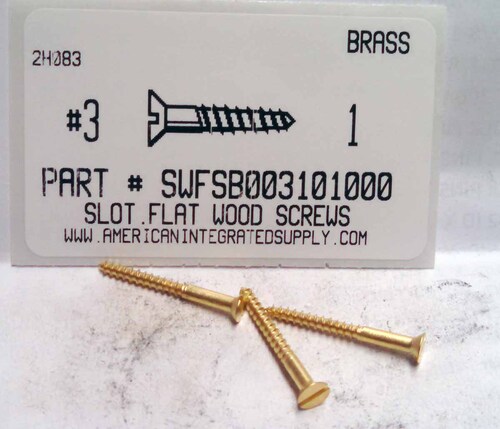 BRASS
2H083
#3 1
PART # SWFSB003101000
SLOT.FLAT WOOD SCREWS
WWW.AMERICANINTEGRATEDSUPPLY.COM